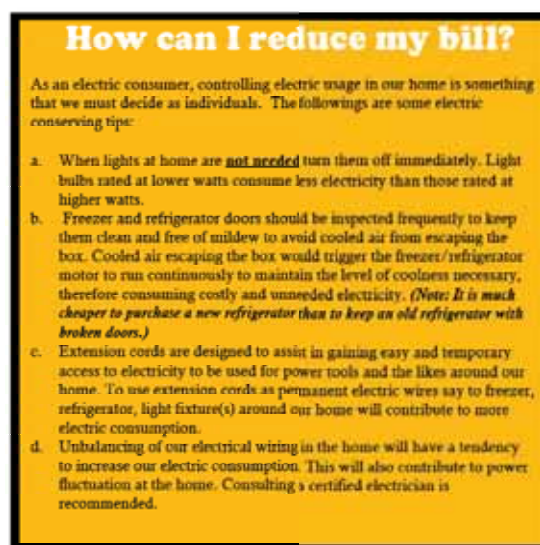 How can I reduce my bill?
As an electric consumer, controlling electric usage in our home is something
that we must decide as individuals. The followings are some electric
conserving tips:
a. When lights at home are not needed turn them off immediately. Light
bulbs rated at lower watts consume less electricity than those rated at
higher watts.
b. Freezer and refrigerator doors should be inspected frequently to keep
them clean and free of mildew to avoid cooled air from escaping the
box. Cooled air escaping the box would trigger the freezer/refrigerator
motor to run continuously to maintain the level of coolness necessary,
therefore consuming costly and unneeded electricity. (Note: It is much
cheaper to purchase a new refrigerator than to keep an old refrigerator with
broken doors.)
c. Extension cords are designed to assist in gaining easy and temporary
access to electricity to be used for power tools and the likes around our
home. To use extension cords as permanent electric wires say to freezer,
refrigerator, light fixture(s) around our home will contribute to more
electric consumption.
d. Unbalancing of our electrical wiring in the home will have a tendency
to increase our electric consumption. This will also contribute to power
fluctuation at the home. Consulting a certified electrician is
recommended.